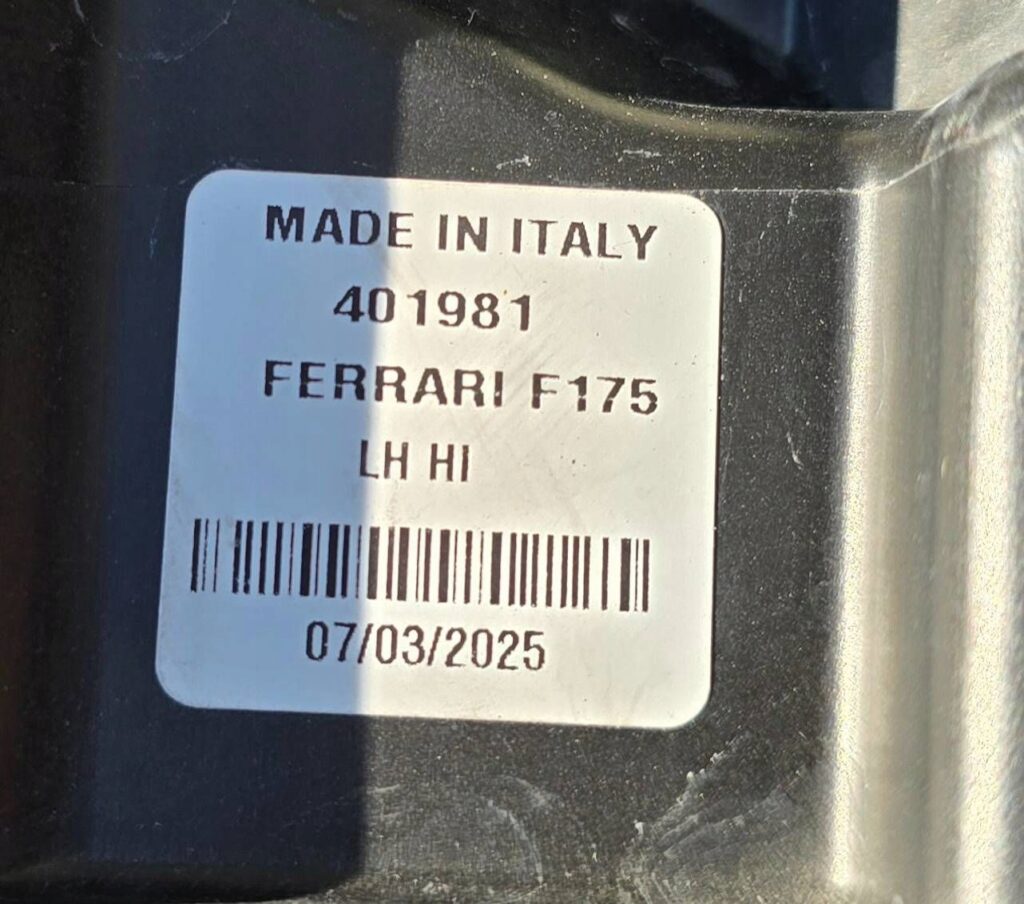 MADE IN ITALY
401981
FERRARI F175
LH HI
07/03/2025